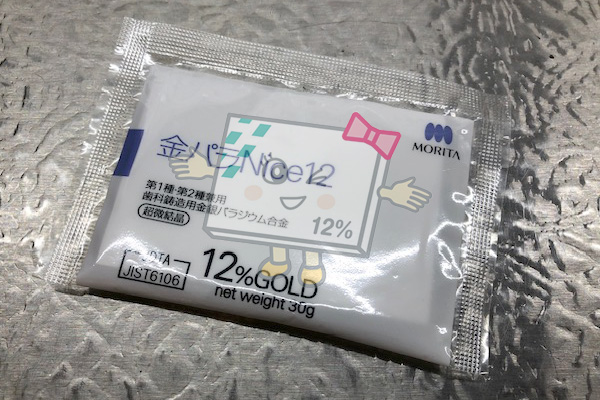 MORITA
金パラNice12
第1種・第2種兼用
歯科鋳造用金銀パラジウム合金
超微結晶
12%
JIST6106
12%GOLD
net weight 30g